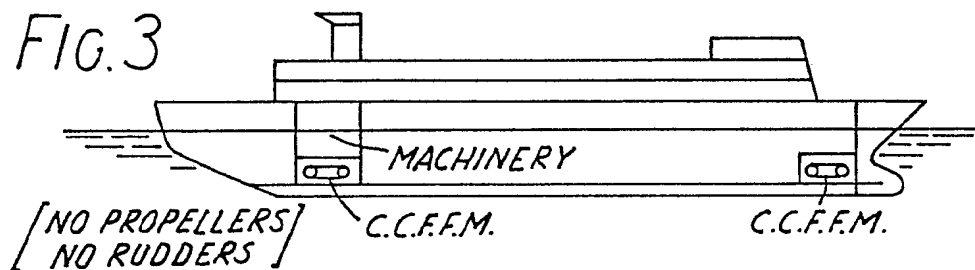 FIG. 3
MACHINERY
[NO PROPELLERS
NO RUDDERS]
C.C.F.F.M.
C.C.F.F.M.